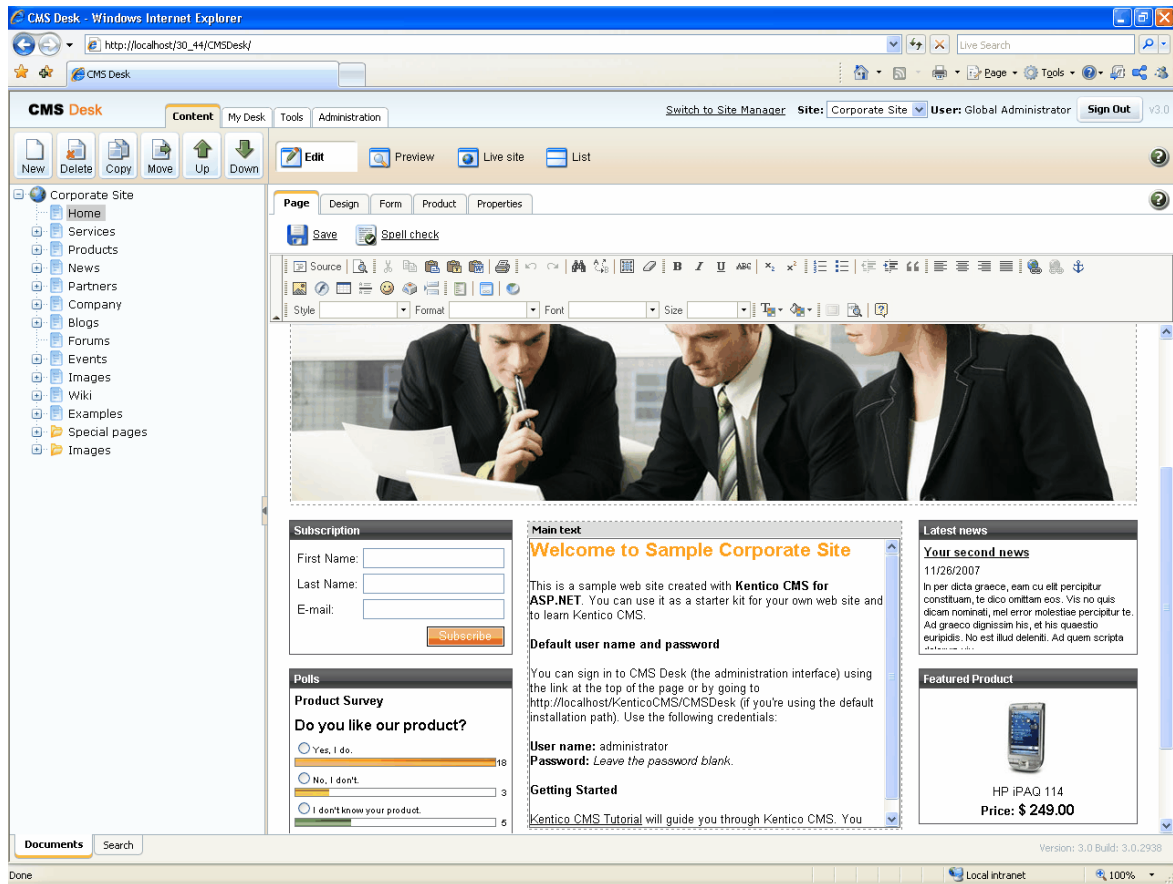 CMS Desk - Windows Internet Explorer
http://localhost/30_44/CMSDesk/
Live Search
CMS Desk
Page
Tools
CMS Desk
Content
My Desk
Tools
Administration
Switch to Site Manager
Site: Corporate Site
User: Global Administrator
Sign Out
v3.0
New
Delete
Copy
Move
Up
Down
Edit
Preview
Live site
List
Corporate Site
Home
Services
Products
News
Partners
Company
Blogs
Forums
Events
Images
Wiki
Examples
Special pages
Images
Page
Design
Form
Product
Properties
Save
Spell check
Source
B I U ABC x₂ x²
Style
Format
Font
Size
Subscription
First Name:
Last Name:
E-mail:
Subscribe
Polls
Product Survey
Do you like our product?
Yes, I do.
18
No, I don't.
3
I don't know your product.
5
Main text
Welcome to Sample Corporate Site
This is a sample web site created with Kentico CMS for
ASP.NET. You can use it as a starter kit for your own web site and
to learn Kentico CMS.
Default user name and password
You can sign in to CMS Desk (the administration interface) using
the link at the top of the page or by going to
http://localhost/KenticoCMS/CMSDesk (if you're using the default
installation path). Use the following credentials:
User name: administrator
Password: Leave the password blank.
Getting Started
Kentico CMS Tutorial will guide you through Kentico CMS. You
Latest news
Your second news
11/26/2007
In per dicta graece, eam cu elit percipitur
constituam, te dico omittam eos. Vis no quis
dicam nominati, mel error molestiae percipitur te.
Ad graeco dignissim his, et his quaestio
euripidis. No est illud deleniti. Ad quem scripta
Featured Product
HP iPAQ 114
Price: $ 249.00
Documents
Search
Version: 3.0 Build: 3.0.2938
Done
Local intranet
100%